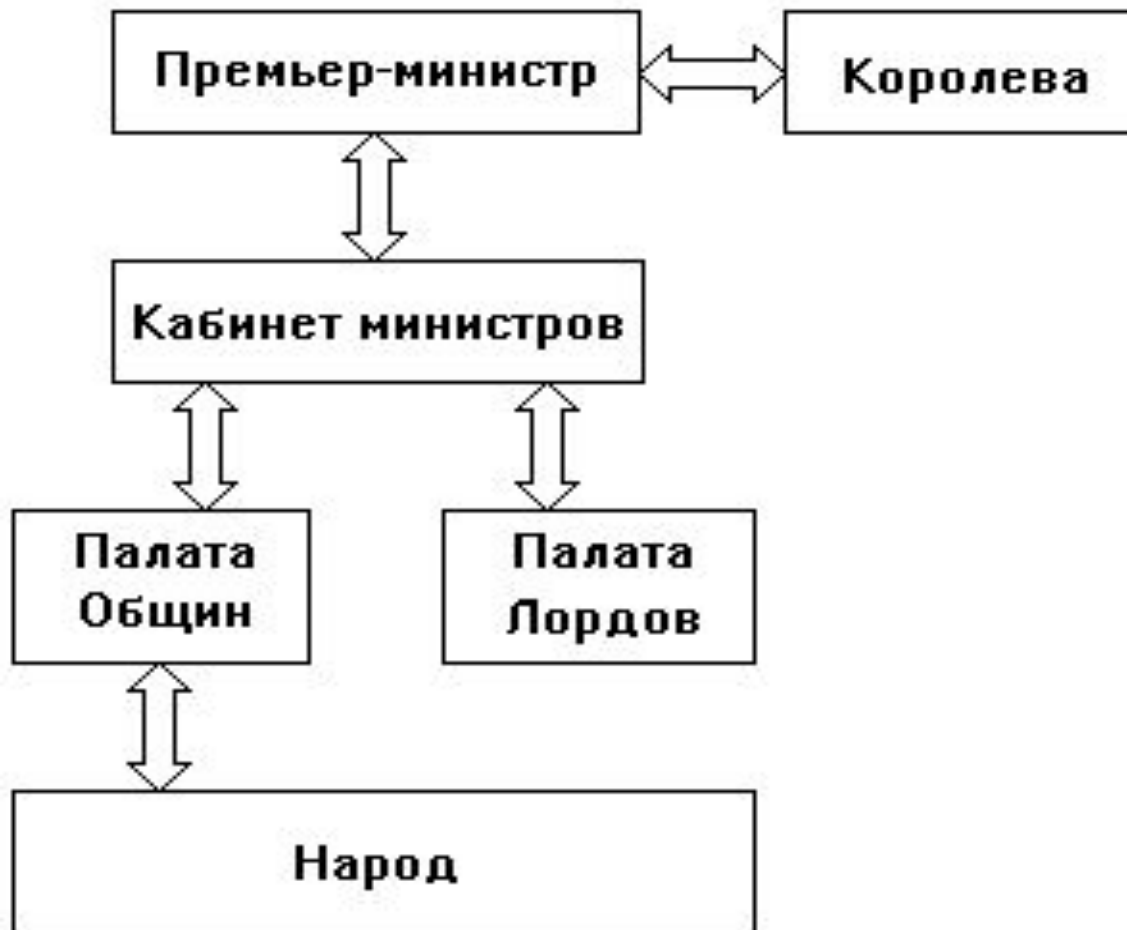 Премьер-министр
Королева
Кабинет министров
Палата
Общин
Палата
Лордов
Народ